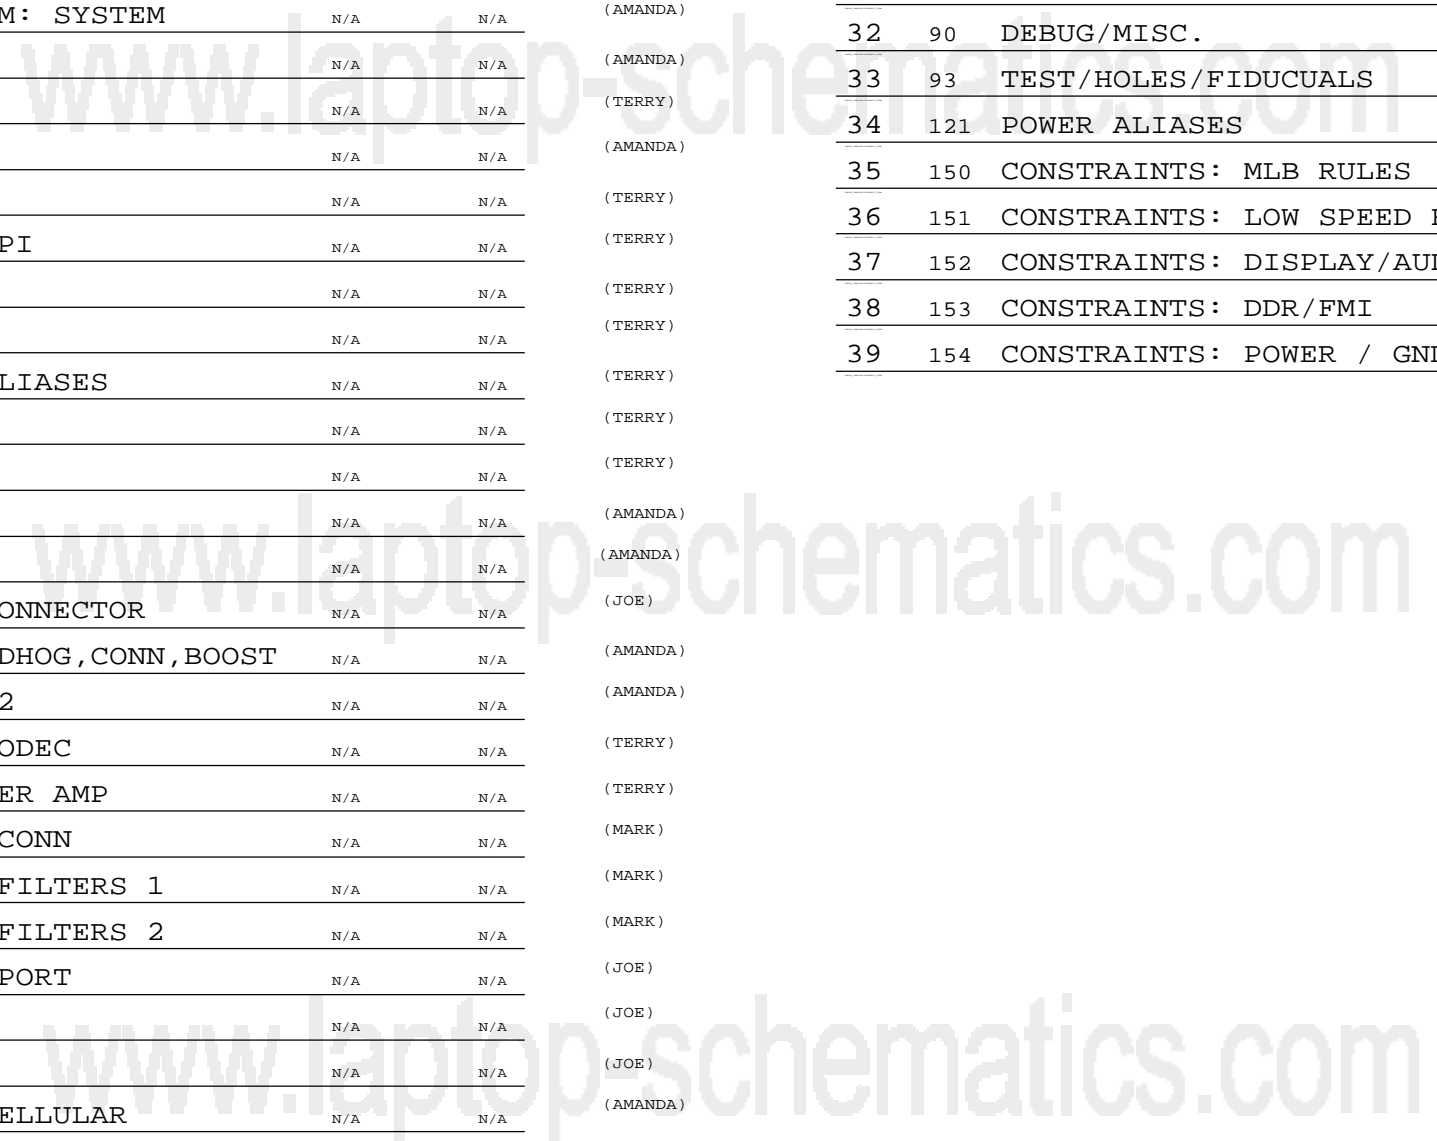 M: SYSTEM N/A N/A (AMANDA)
N/A N/A (AMANDA)
N/A N/A (TERRY)
N/A N/A (AMANDA)
N/A N/A (TERRY)
PI N/A N/A (TERRY)
N/A N/A (TERRY)
N/A N/A (TERRY)
LIASES N/A N/A (TERRY)
N/A N/A (TERRY)
N/A N/A (TERRY)
N/A N/A (AMANDA)
N/A N/A (AMANDA)
ONNECTOR N/A N/A (JOE)
DHOG,CONN,BOOST N/A N/A (AMANDA)
2 N/A N/A (AMANDA)
ODEC N/A N/A (TERRY)
ER AMP N/A N/A (TERRY)
CONN N/A N/A (MARK)
FILTERS 1 N/A N/A (MARK)
FILTERS 2 N/A N/A (MARK)
PORT N/A N/A (JOE)
N/A N/A (JOE)
N/A N/A (JOE)
ELLULAR N/A N/A (AMANDA)
32 90 DEBUG/MISC.
33 93 TEST/HOLES/FIDUCUALS
34 121 POWER ALIASES
35 150 CONSTRAINTS: MLB RULES
36 151 CONSTRAINTS: LOW SPEED
37 152 CONSTRAINTS: DISPLAY/AU
38 153 CONSTRAINTS: DDR/FMI
39 154 CONSTRAINTS: POWER / GN
www.laptop-schematics.com
www.laptop-schematics.com
www.laptop-schematics.com